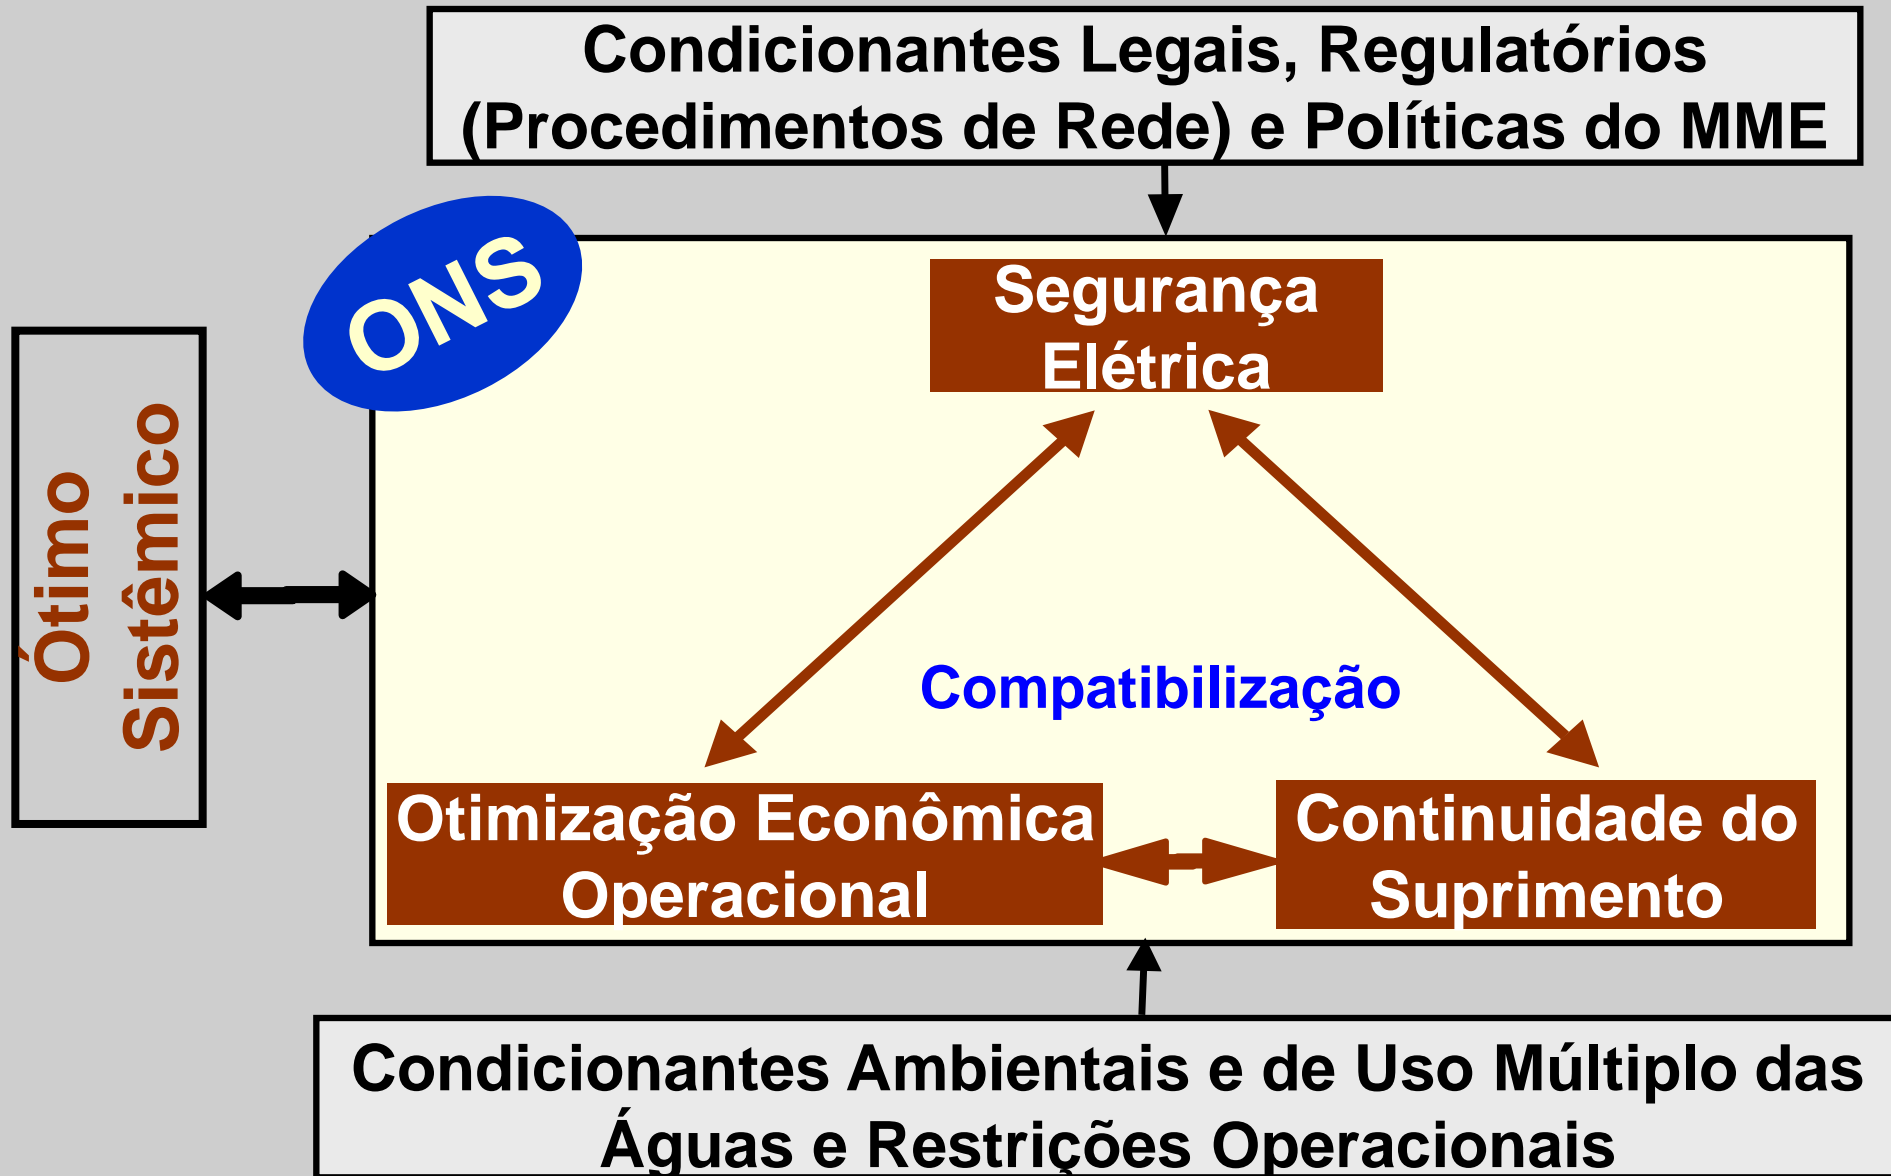 Condicionantes Legais, Regulatórios
(Procedimentos de Rede) e Políticas do MME
ONS
Segurança
Elétrica
Ótimo
Sistêmico
Compatibilização
Otimização Econômica
Operacional
Continuidade do
Suprimento
Condicionantes Ambientais e de Uso Múltiplo das
Águas e Restrições Operacionais